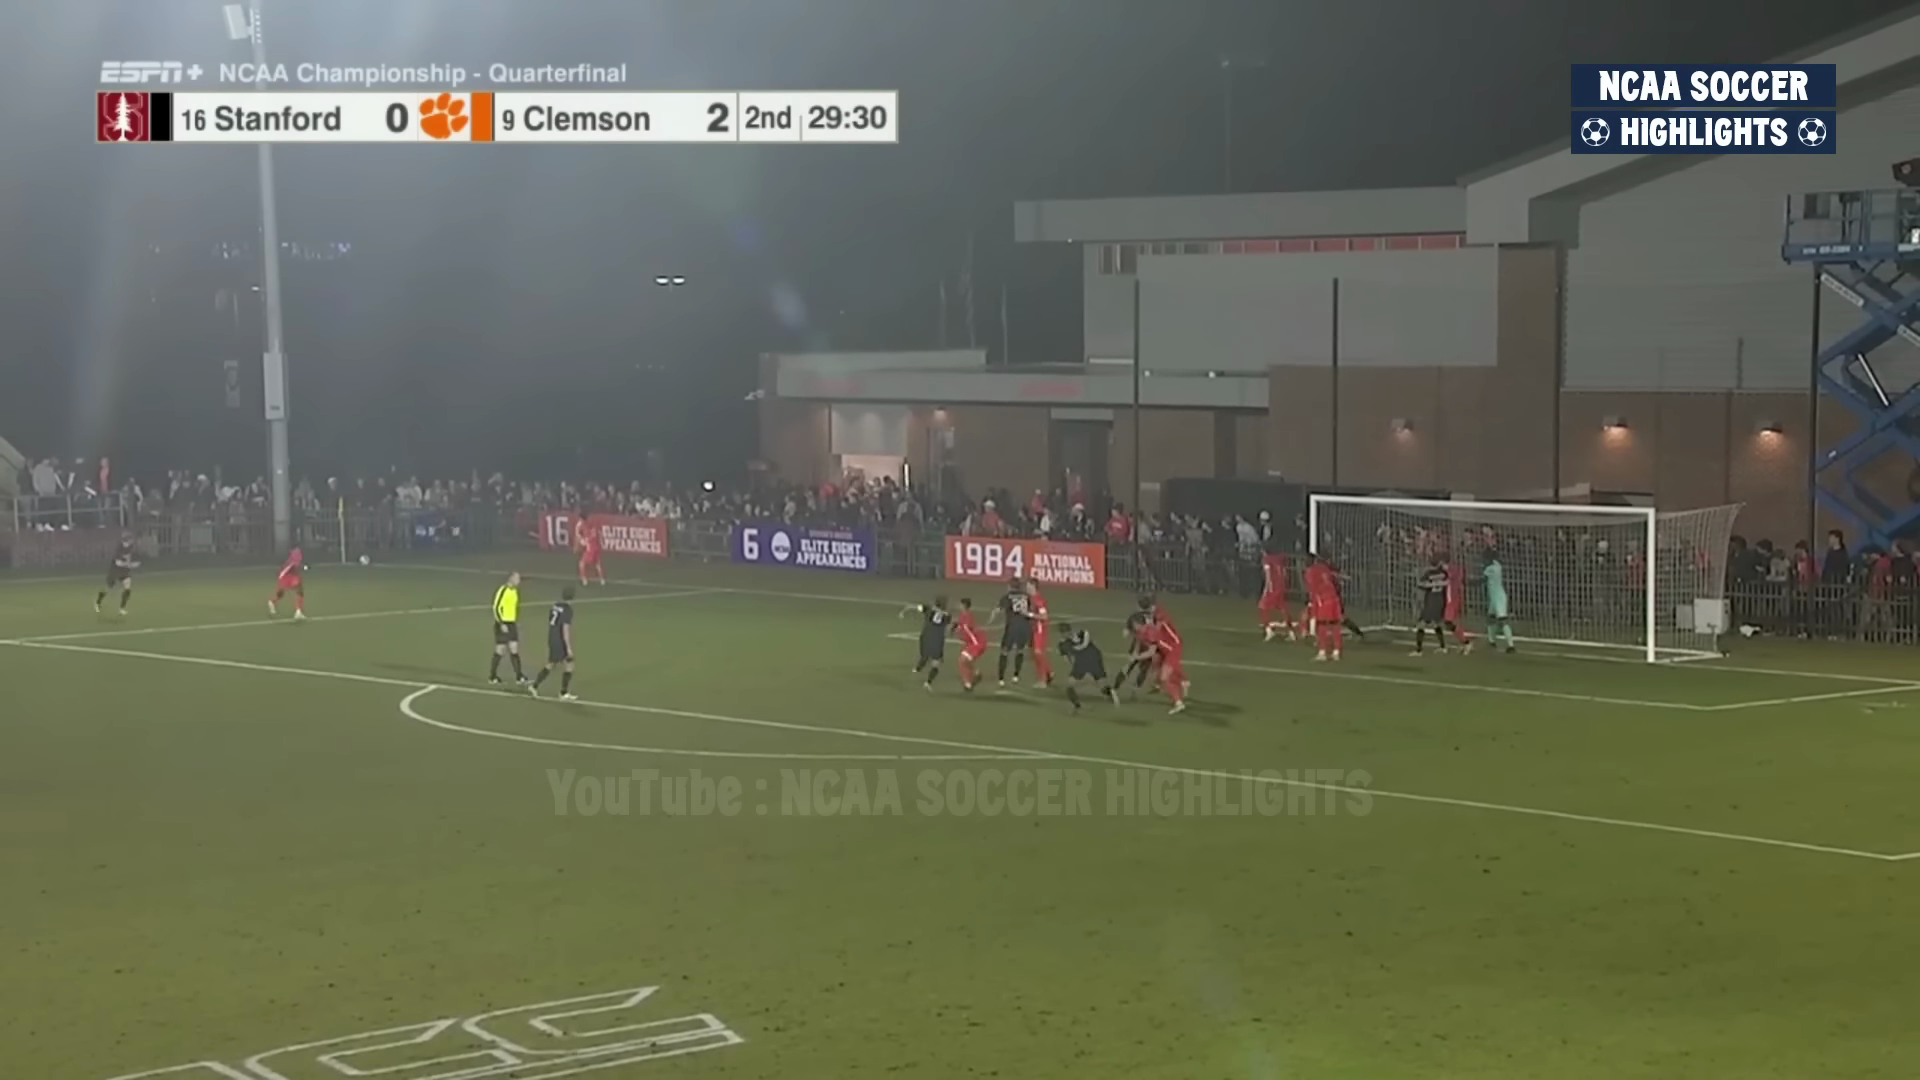 ESPN+ NCAA Championship - Quarterfinal
16 Stanford 0 9 Clemson 2 2nd 29:30
NCAA SOCCER
HIGHLIGHTS
16 ELITE EIGHT
APPEARANCES
6 NCAA ELITE EIGHT
APPEARANCES
1984 NATIONAL
CHAMPIONS
YouTube : NCAA SOCCER HIGHLIGHTS